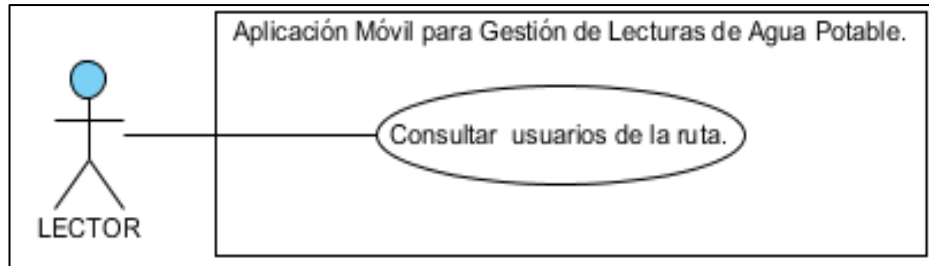 Aplicación Móvil para Gestión de Lecturas de Agua Potable.
Consultar usuarios de la ruta.
LECTOR